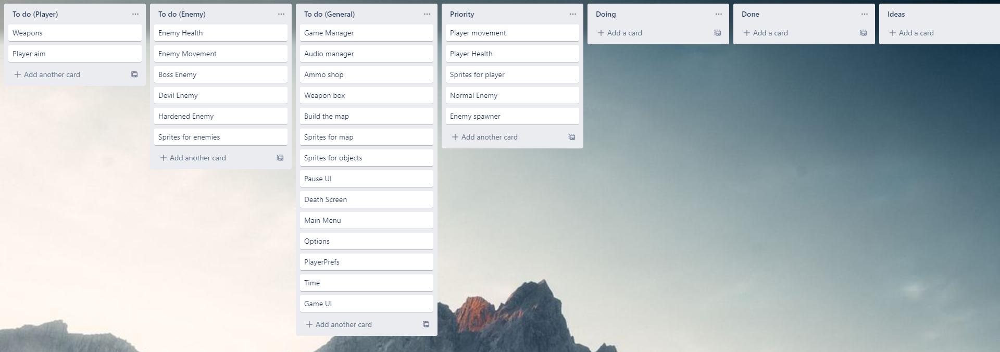 To do (Player)
Weapons
Player aim
Add another card
To do (Enemy)
Enemy Health
Enemy Movement
Boss Enemy
Devil Enemy
Hardened Enemy
Sprites for enemies
Add another card
To do (General)
Game Manager
Audio manager
Ammo shop
Weapon box
Build the map
Sprites for map
Sprites for objects
Pause UI
Death Screen
Main Menu
Options
PlayerPrefs
Time
Game UI
Add another card
Priority
Player movement
Player Health
Sprites for player
Normal Enemy
Enemy spawner
Add another card
Doing
Add a card
Done
Add a card
Ideas
Add a card